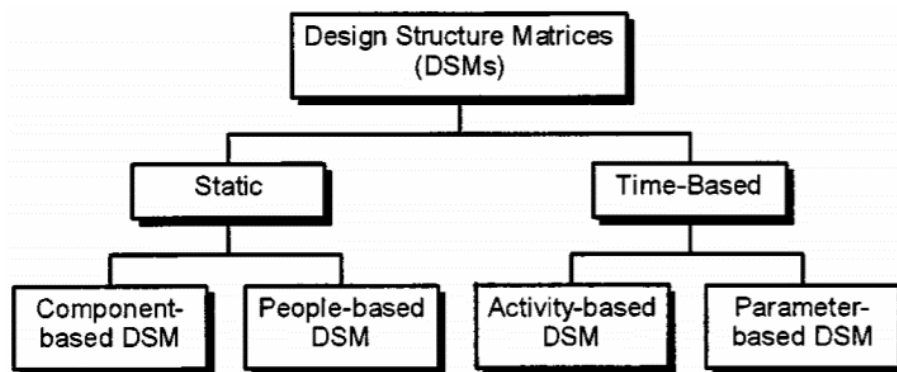 Design Structure Matrices
(DSMs)
Static
Time-Based
Component-
based DSM
People-based
DSM
Activity-based
DSM
Parameter-
based DSM